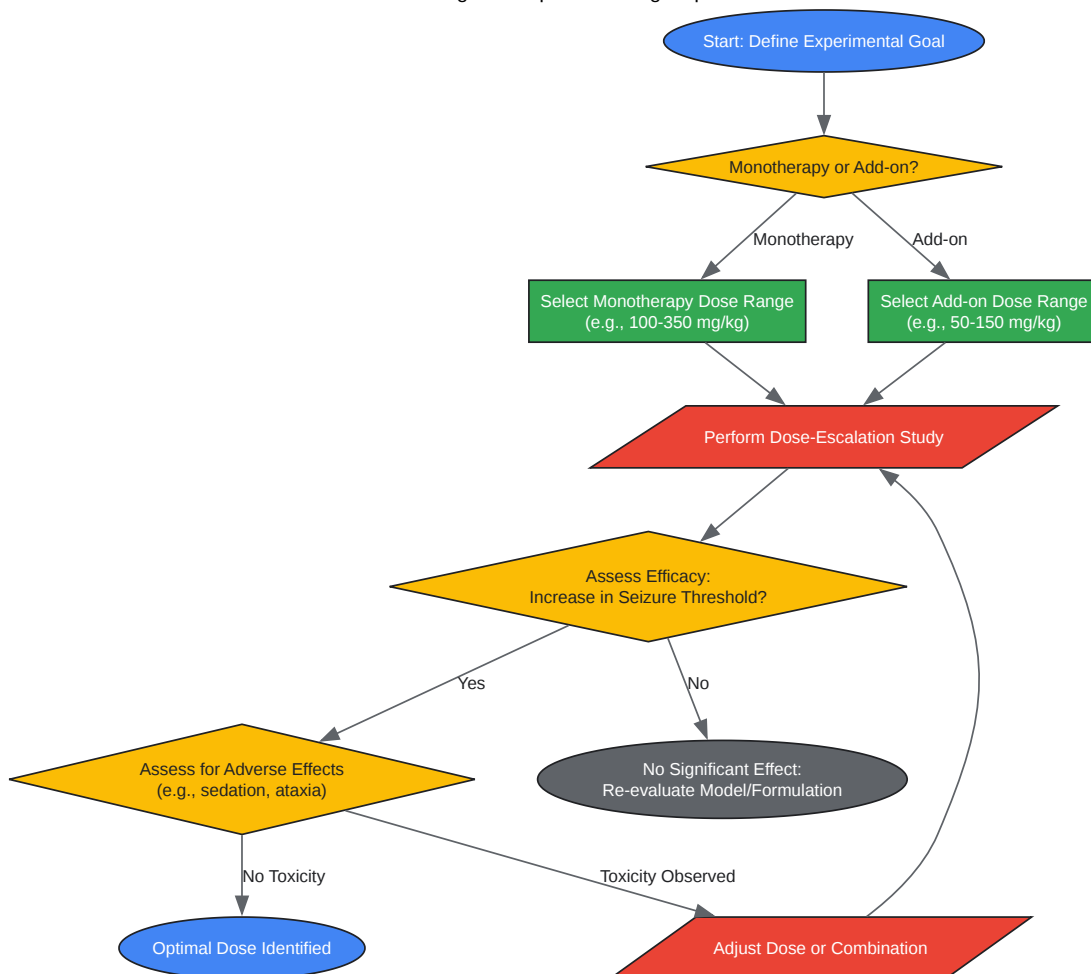 Start: Define Experimental Goal
Monotherapy or Add-on?
Monotherapy
Add-on
Select Monotherapy Dose Range
(e.g., 100-350 mg/kg)
Select Add-on Dose Range
(e.g., 50-150 mg/kg)
Perform Dose-Escalation Study
Assess Efficacy:
Increase in Seizure Threshold?
Yes
No
Assess for Adverse Effects
(e.g., sedation, ataxia)
No Significant Effect:
Re-evaluate Model/Formulation
No Toxicity
Toxicity Observed
Optimal Dose Identified
Adjust Dose or Combination